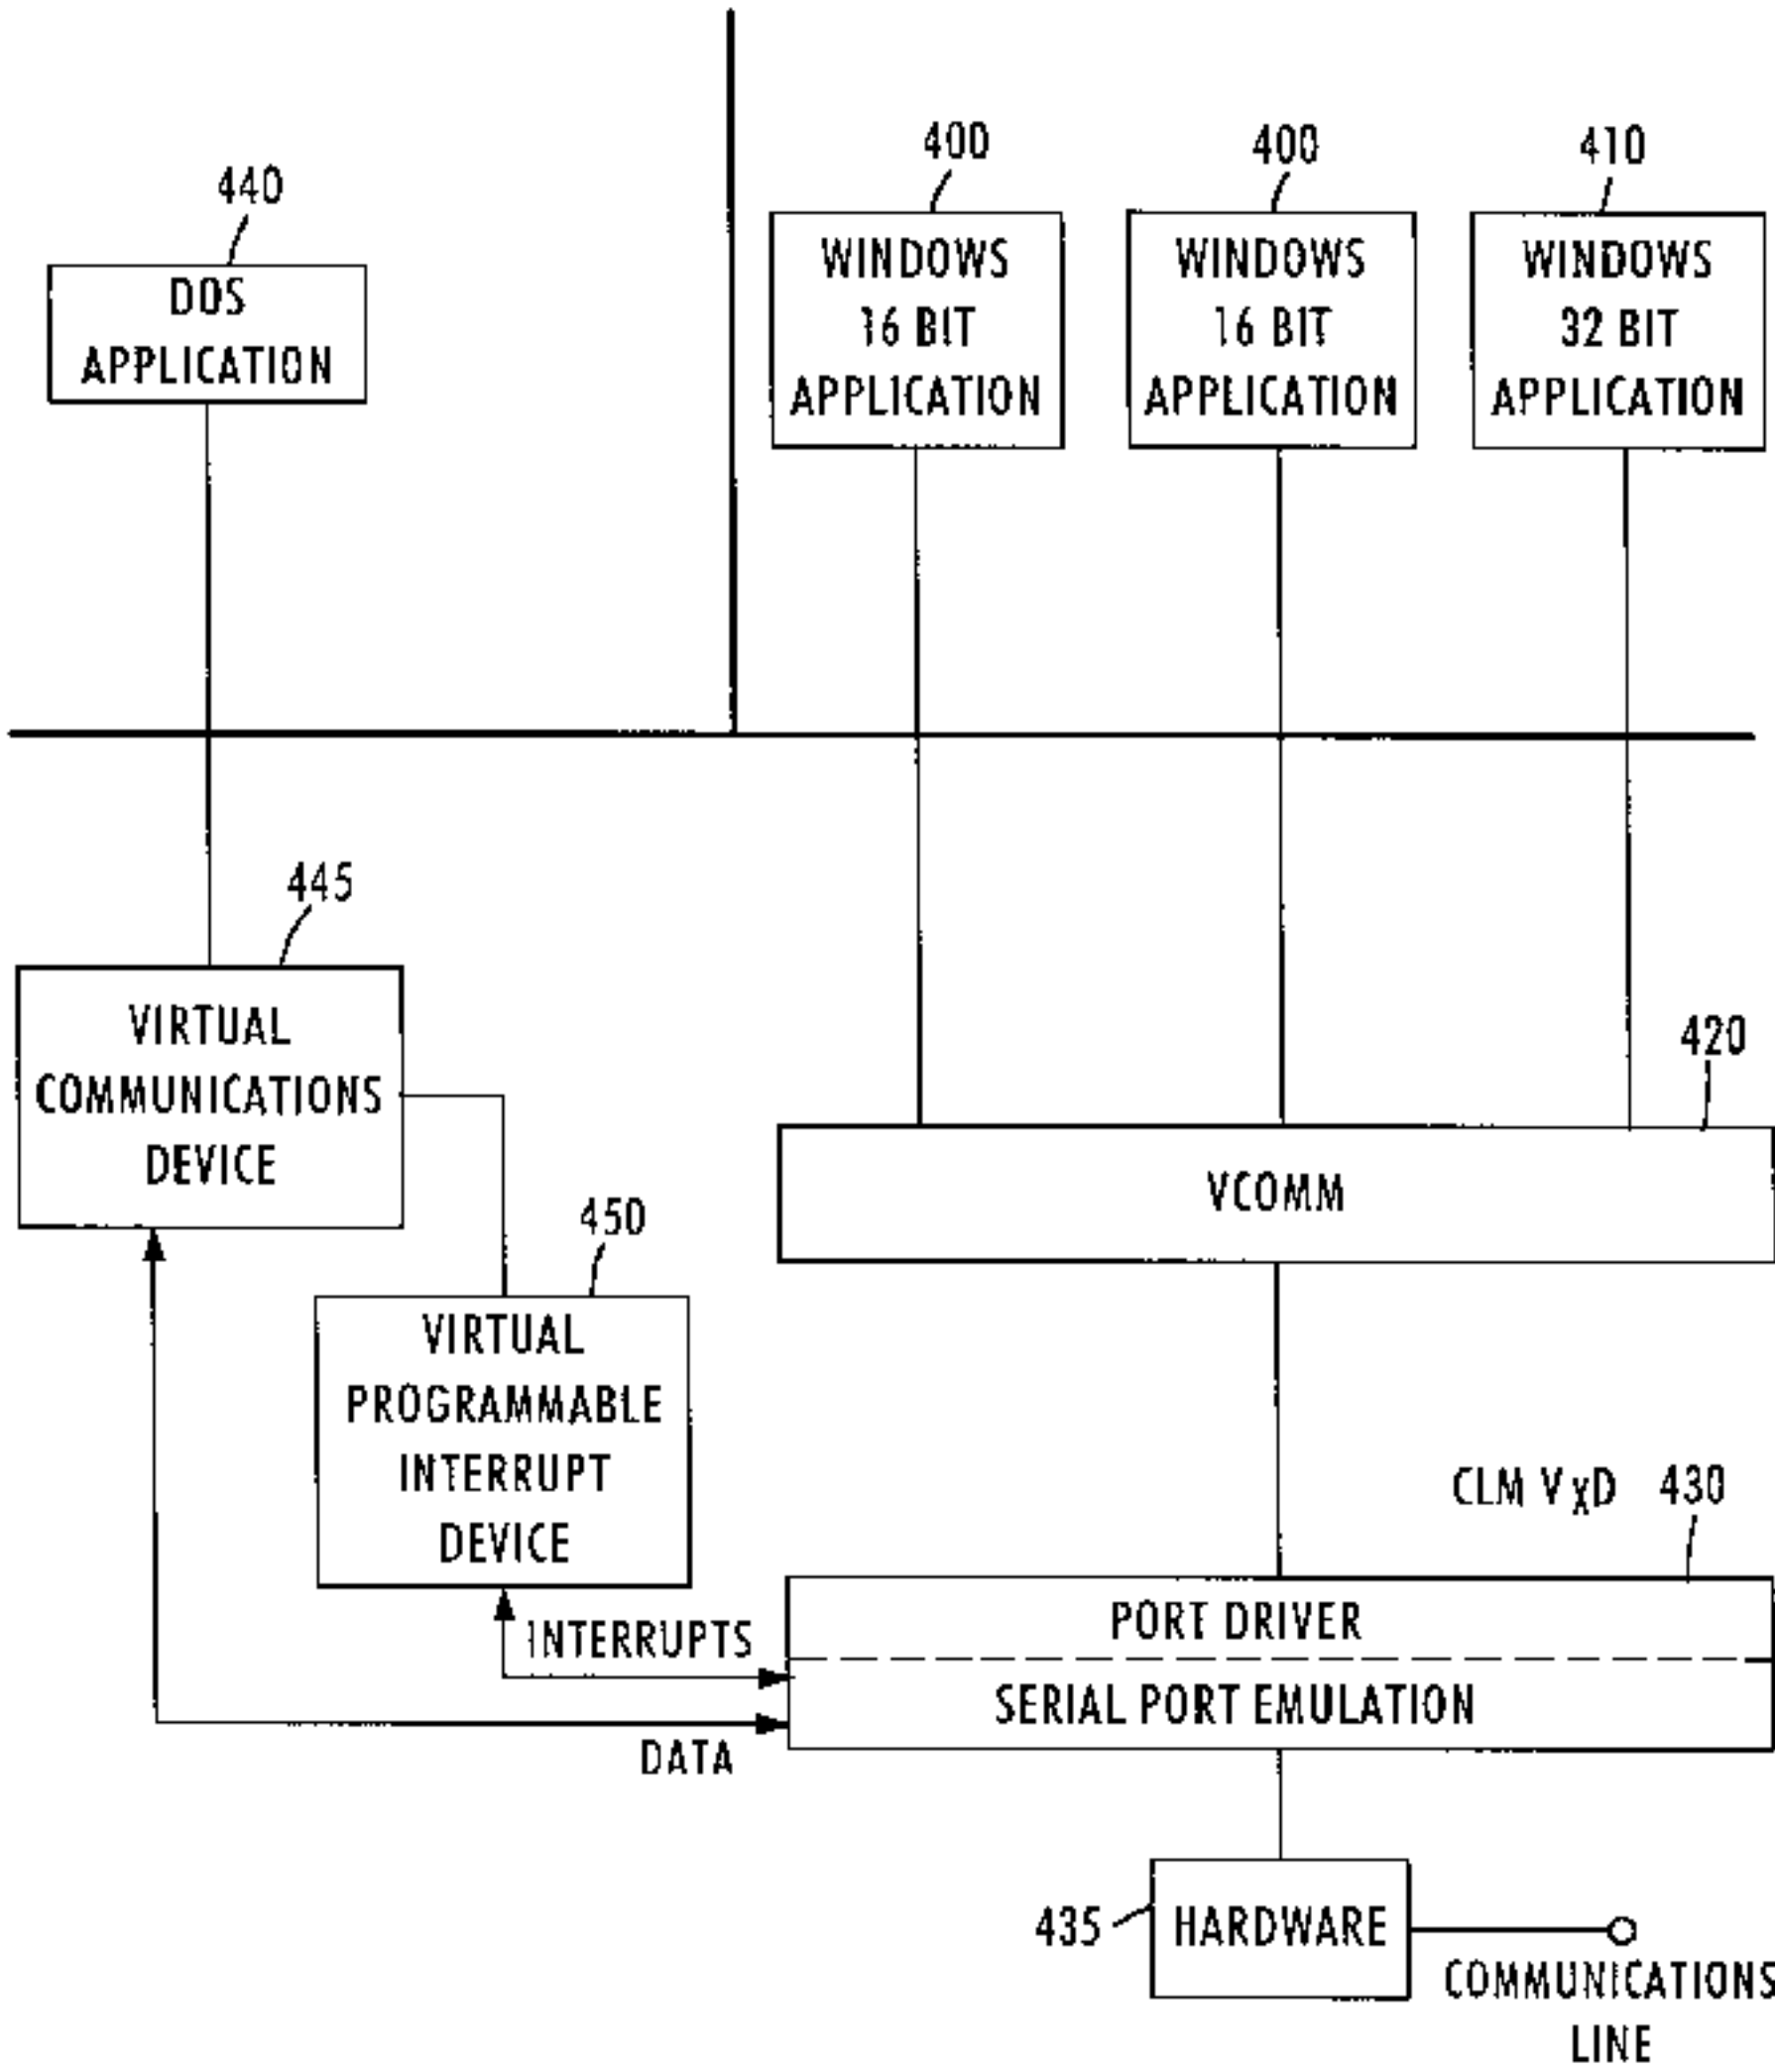 400
400
410
440
WINDOWS
16 BIT
APPLICATION
WINDOWS
16 BIT
APPLICATION
WINDOWS
32 BIT
APPLICATION
DOS
APPLICATION
445
VIRTUAL
COMMUNICATIONS
DEVICE
420
VCOMM
450
VIRTUAL
PROGRAMMABLE
INTERRUPT
DEVICE
CLM VxD 430
PORT DRIVER
INTERRUPTS
SERIAL PORT EMULATION
DATA
435
HARDWARE
COMMUNICATIONS
LINE